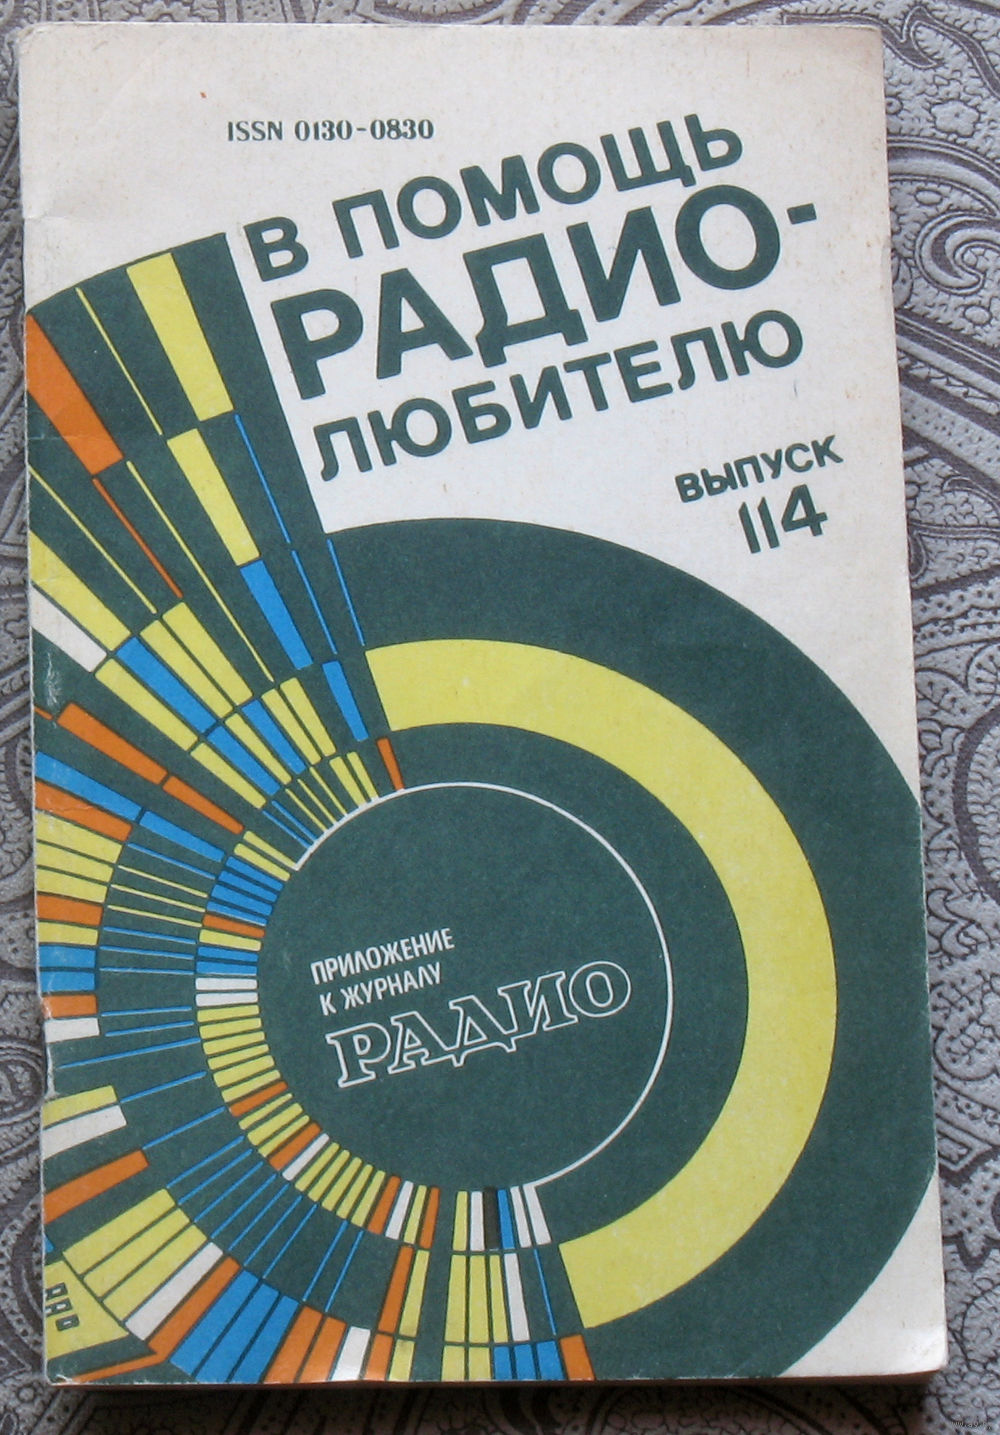 ISSN 0130-0830
В ПОМОЩЬ
РАДИО-
ЛЮБИТЕЛЮ
ВЫПУСК
114
ПРИЛОЖЕНИЕ
К ЖУРНАЛУ
РАДИО